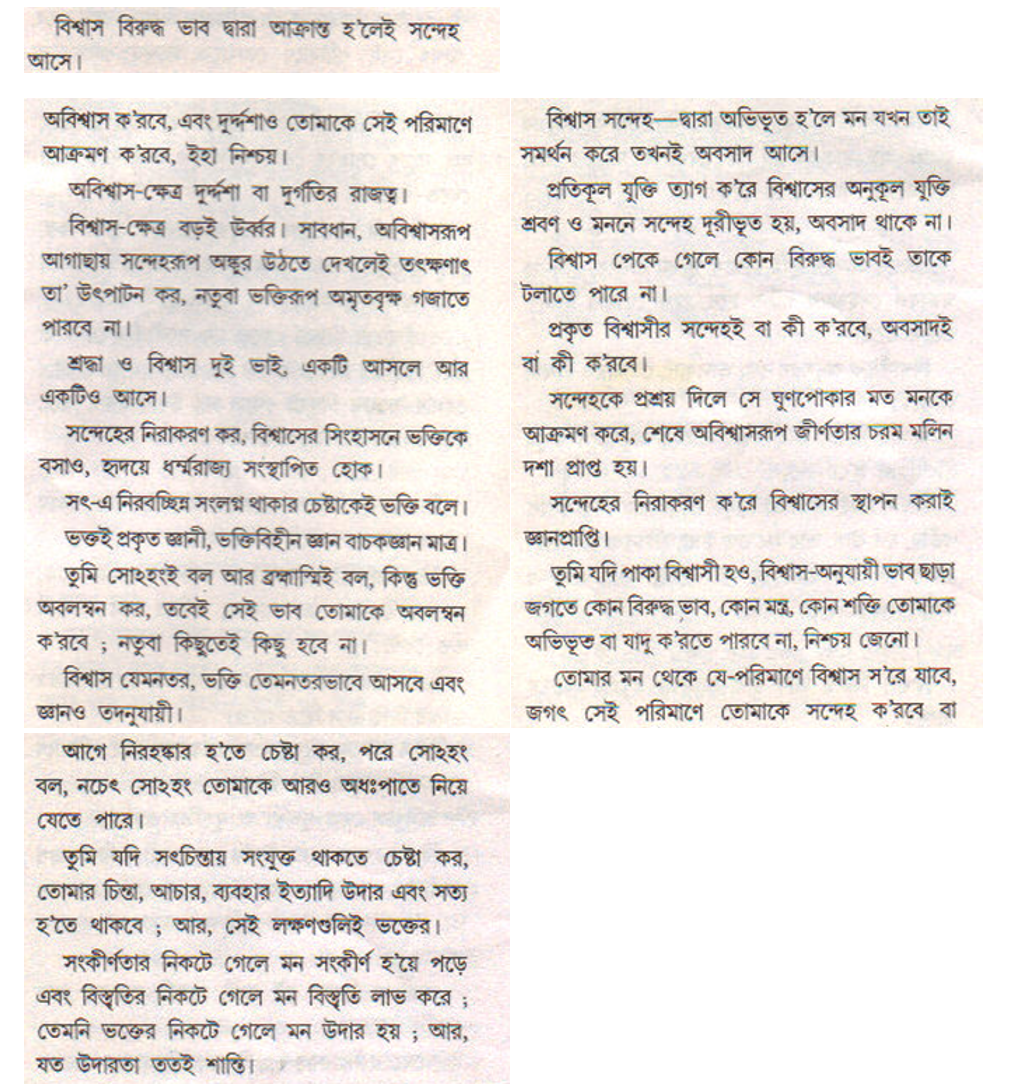 বিশ্বাস বিরুদ্ধ ভাব দ্বারা আক্রান্ত হ'লেই সন্দেহ
আসে।
অবিশ্বাস ক'রবে, এবং দুর্দ্দশাও তোমাকে সেই পরিমাণে
আক্রমণ ক'রবে, ইহা নিশ্চয়।
অবিশ্বাস-ক্ষেত্র দুর্দ্দশা বা দুর্গতির রাজত্ব।
বিশ্বাস-ক্ষেত্র বড়ই উর্ব্বর। সাবধান, অবিশ্বাসরূপ
আগাছায় সন্দেহরূপ অঙ্কুর উঠতে দেখলেই তৎক্ষণাৎ
তা' উৎপাটন কর, নতুবা ভক্তিরূপ অমৃতবৃক্ষ গজাতে
পারবে না।
শ্রদ্ধা ও বিশ্বাস দুই ভাই, একটি আসলে আর
একটিও আসে।
সন্দেহের নিরাকরণ কর, বিশ্বাসের সিংহাসনে ভক্তিকে
বসাও, হৃদয়ে ধর্ম্মরাজ্য সংস্থাপিত হোক।
সৎ-এ নিরবচ্ছিন্ন সংলগ্ন থাকার চেষ্টাকেই ভক্তি বলে।
ভক্তই প্রকৃত জ্ঞানী, ভক্তিবিহীন জ্ঞান বাচকজ্ঞান মাত্র।
তুমি সোঽহংই বল আর ব্রহ্মাস্মিই বল, কিন্তু ভক্তি
অবলম্বন কর, তবেই সেই ভাব তোমাকে অবলম্বন
ক'রবে ; নতুবা কিছুতেই কিছু হবে না।
বিশ্বাস যেমনতর, ভক্তি তেমনতরভাবে আসবে এবং
জ্ঞানও তদনুযায়ী।
বিশ্বাস সন্দেহ—দ্বারা অভিভূত হ'লে মন যখন তাই
সমর্থন করে তখনই অবসাদ আসে।
প্রতিকূল যুক্তি ত্যাগ ক'রে বিশ্বাসের অনুকূল যুক্তি
শ্রবণ ও মননে সন্দেহ দূরীভূত হয়, অবসাদ থাকে না।
বিশ্বাস পেকে গেলে কোন বিরুদ্ধ ভাবই তাকে
টলাতে পারে না।
প্রকৃত বিশ্বাসীর সন্দেহই বা কী ক'রবে, অবসাদই
বা কী ক'রবে।
সন্দেহকে প্রশ্রয় দিলে সে ঘুণপোকার মত মনকে
আক্রমণ করে, শেষে অবিশ্বাসরূপ জীর্ণতার চরম মলিন
দশা প্রাপ্ত হয়।
সন্দেহের নিরাকরণ ক'রে বিশ্বাসের স্থাপন করাই
জ্ঞানপ্রাপ্তি।
তুমি যদি পাকা বিশ্বাসী হও, বিশ্বাস-অনুযায়ী ভাব ছাড়া
জগতে কোন বিরুদ্ধ ভাব, কোন মন্ত্র, কোন শক্তি তোমাকে
অভিভূত বা যাদু ক'রতে পারবে না, নিশ্চয় জেনো।
তোমার মন থেকে যে-পরিমাণে বিশ্বাস স'রে যাবে,
জগৎ সেই পরিমাণে তোমাকে সন্দেহ ক'রবে বা
আগে নিরহঙ্কার হ'তে চেষ্টা কর, পরে সোঽহং
বল, নচেৎ সোঽহং তোমাকে আরও অধঃপাতে নিয়ে
যেতে পারে।
তুমি যদি সৎচিন্তায় সংযুক্ত থাকতে চেষ্টা কর,
তোমার চিন্তা, আচার, ব্যবহার ইত্যাদি উদার এবং সত্য
হ'তে থাকবে ; আর, সেই লক্ষণগুলিই ভক্তের।
সংকীর্ণতার নিকটে গেলে মন সংকীর্ণ হ'য়ে পড়ে
এবং বিস্তৃতির নিকটে গেলে মন বিস্তৃতি লাভ করে ;
তেমনি ভক্তের নিকটে গেলে মন উদার হয় ; আর,
যত উদারতা ততই শান্তি।